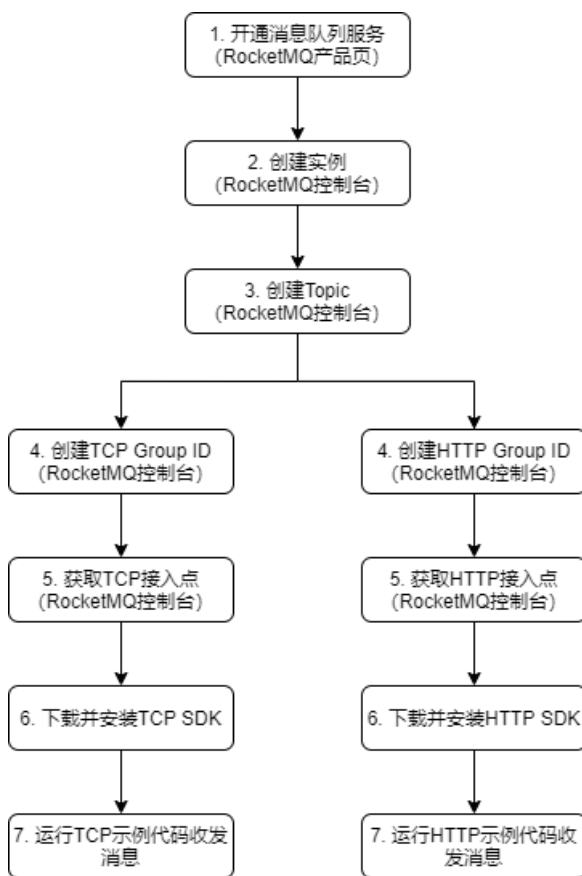 1. 开通消息队列服务
(RocketMQ产品页)
2. 创建实例
(RocketMQ控制台)
3. 创建Topic
(RocketMQ控制台)
4. 创建TCP Group ID
(RocketMQ控制台)
4. 创建HTTP Group ID
(RocketMQ控制台)
5. 获取TCP接入点
(RocketMQ控制台)
5. 获取HTTP接入点
(RocketMQ控制台)
6. 下载并安装TCP SDK
6. 下载并安装HTTP SDK
7. 运行TCP示例代码收发
消息
7. 运行HTTP示例代码收
发消息